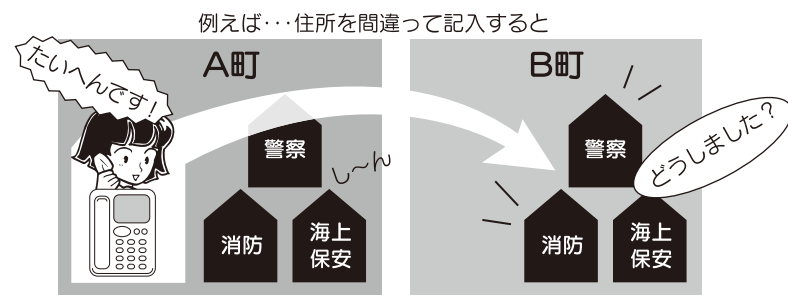 例えば･･･住所を間違って記入すると
A町
たいへんです！
警察
し〜ん
消防
海上
保安
B町
警察
どうしました？
消防
海上
保安